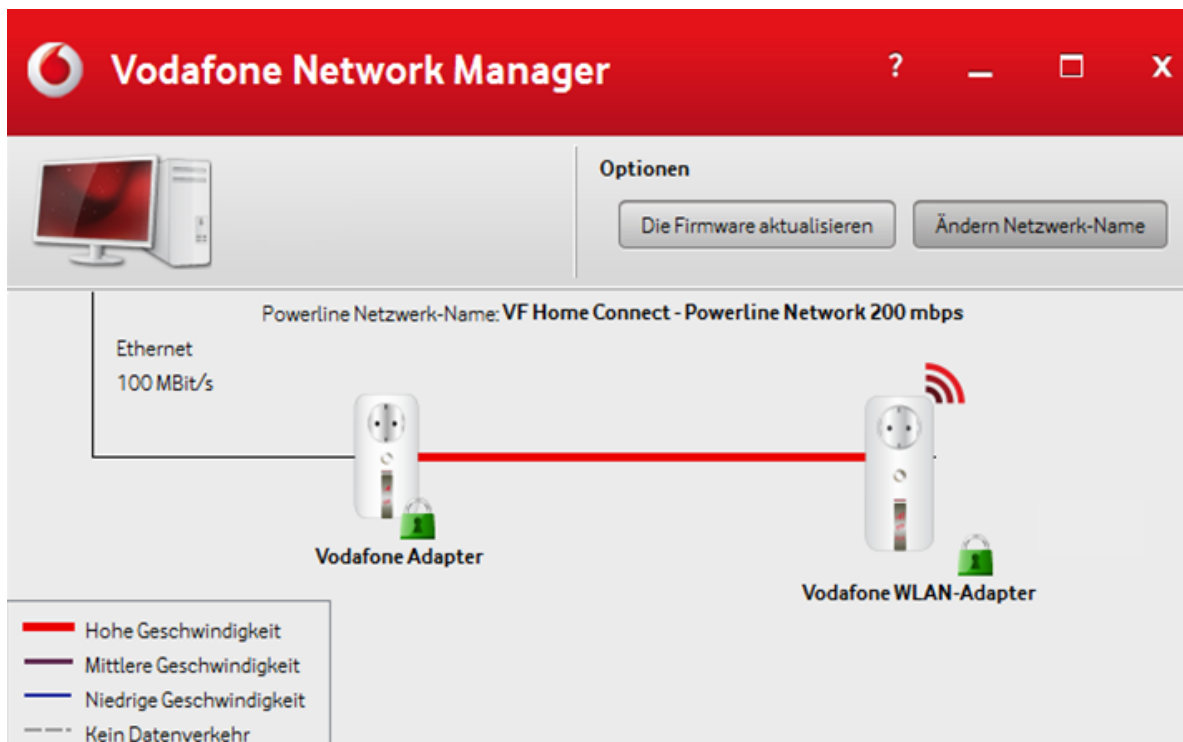 Vodafone Network Manager
? _ □ X
Optionen
Die Firmware aktualisieren
Ändern Netzwerk-Name
Powerline Netzwerk-Name: VF Home Connect - Powerline Network 200 mbps
Ethernet
100 MBit/s
Vodafone Adapter
Vodafone WLAN-Adapter
Hohe Geschwindigkeit
Mittlere Geschwindigkeit
Niedrige Geschwindigkeit
Kein Datenverkehr